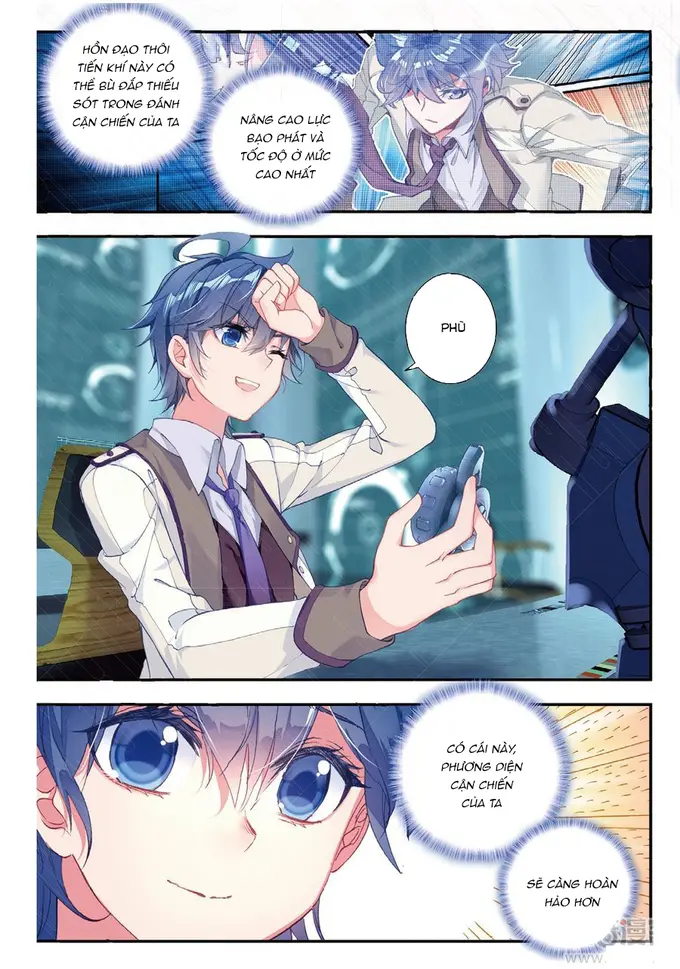 HỒN ĐẠO THÔI
TIẾN KHÍ NÀY CÓ
THỂ BÙ ĐẮP THIẾU
SÓT TRONG ĐÁNH
CẬN CHIẾN CỦA TA
NÂNG CAO LỰC
BẠO PHÁT VÀ
TỐC ĐỘ Ở MỨC
CAO NHẤT
PHÙ
CÓ CÁI NÀY,
PHƯƠNG DIỆN
CẬN CHIẾN
CỦA TA
SẼ CÀNG HOÀN
HẢO HƠN
漫
www.